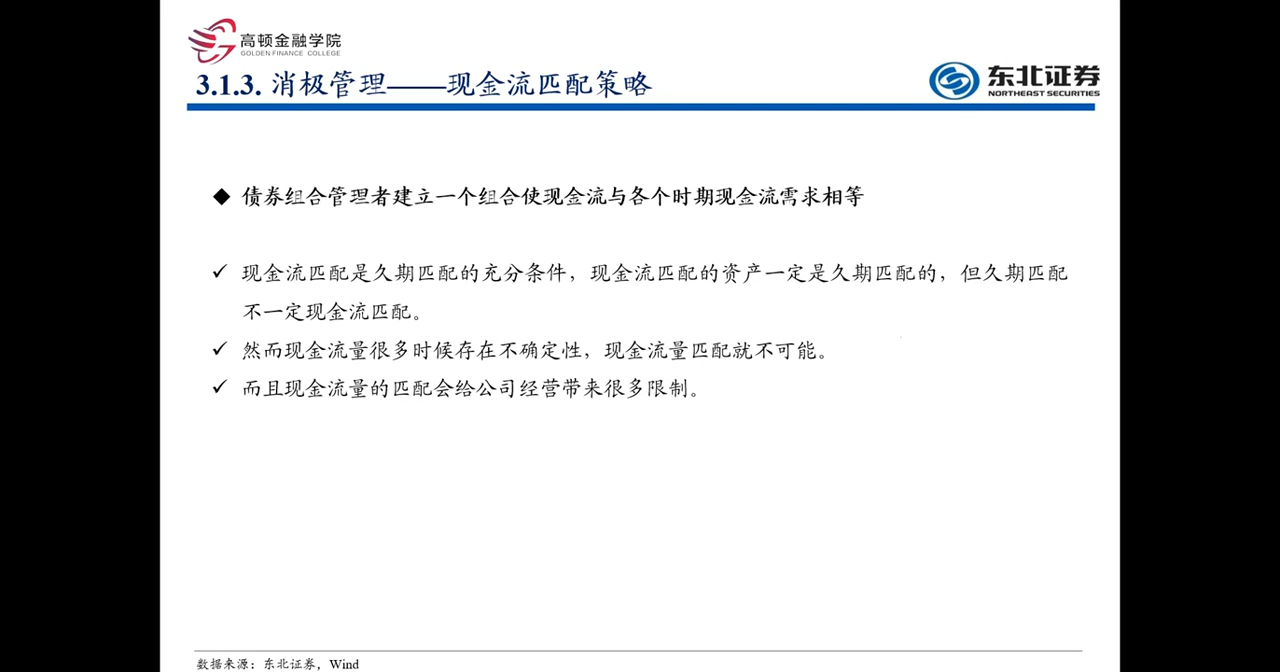 高顿金融学院
GOLDEN FINANCE COLLEGE
3.1.3. 消极管理——现金流匹配策略
东北证券
NORTHEAST SECURITIES
◆ 债券组合管理者建立一个组合使现金流与各个时期现金流需求相等
✓ 现金流匹配是久期匹配的充分条件，现金流匹配的资产一定是久期匹配的，但久期匹配
不一定现金流匹配。
✓ 然而现金流量很多时候存在不确定性，现金流量匹配就不可能。
✓ 而且现金流量的匹配会给公司经营带来很多限制。
数据来源：东北证券，Wind